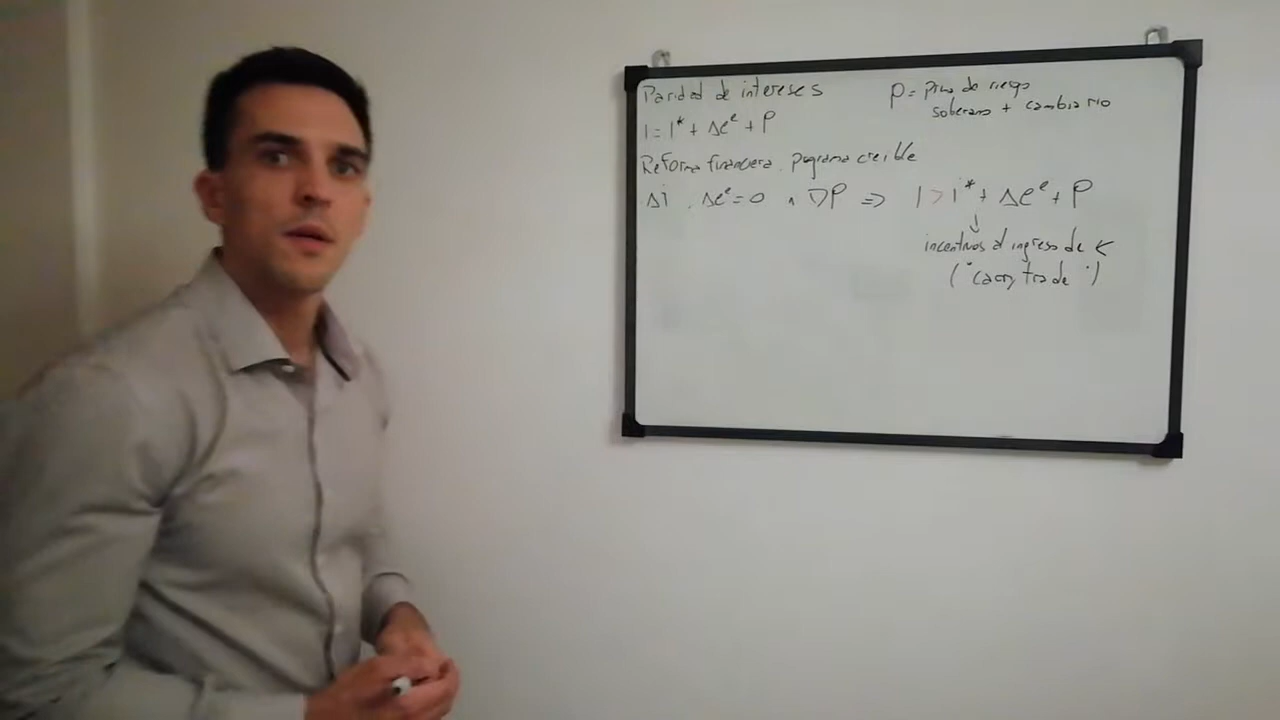 Paridad de intereses
i = i* + Δe^e + P
P = prima de riesgo
soberano + cambiario
Reforma financiera, pograma creible
Δi , Δe^e = 0 ∧ ∇P ⇒ i > i* + Δe^e + P
↓
incentivos al ingreso de K
("carry trade")